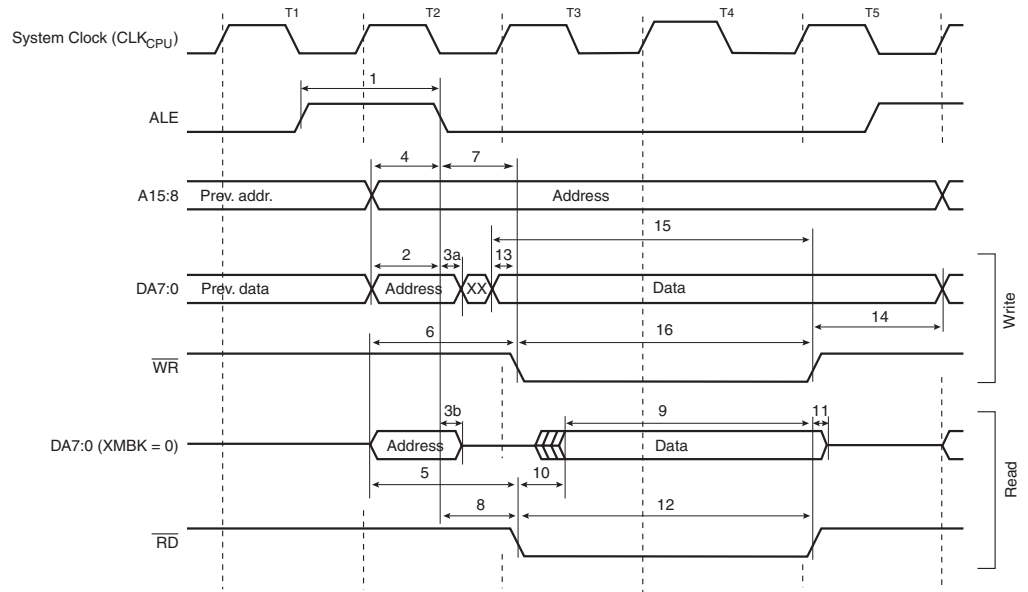 T1 T2 T3 T4 T5
System Clock (CLKCPU)
1
ALE
4 7
A15:8 Prev. addr. Address
15
2 3a 13
DA7:0 Prev. data Address XX Data
14
6 16
WR
Write
3b 9 11
DA7:0 (XMBK = 0) Address Data
5 10
8 12
RD
Read